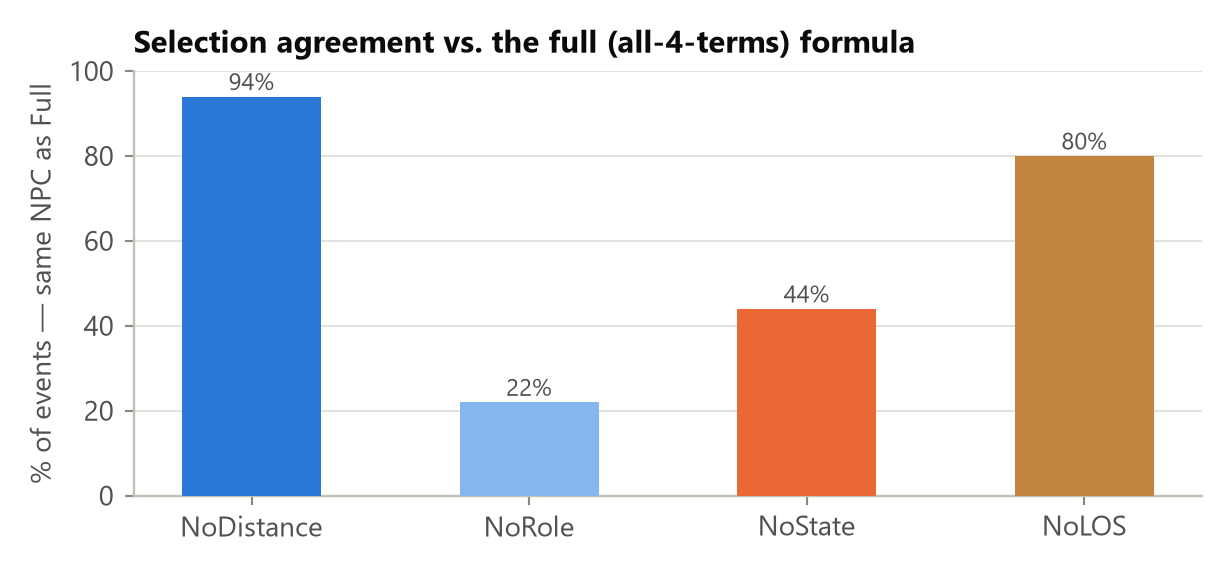 Selection agreement vs. the full (all-4-terms) formula
% of events — same NPC as Full
100
80
60
40
20
0
94%
22%
44%
80%
NoDistance
NoRole
NoState
NoLOS